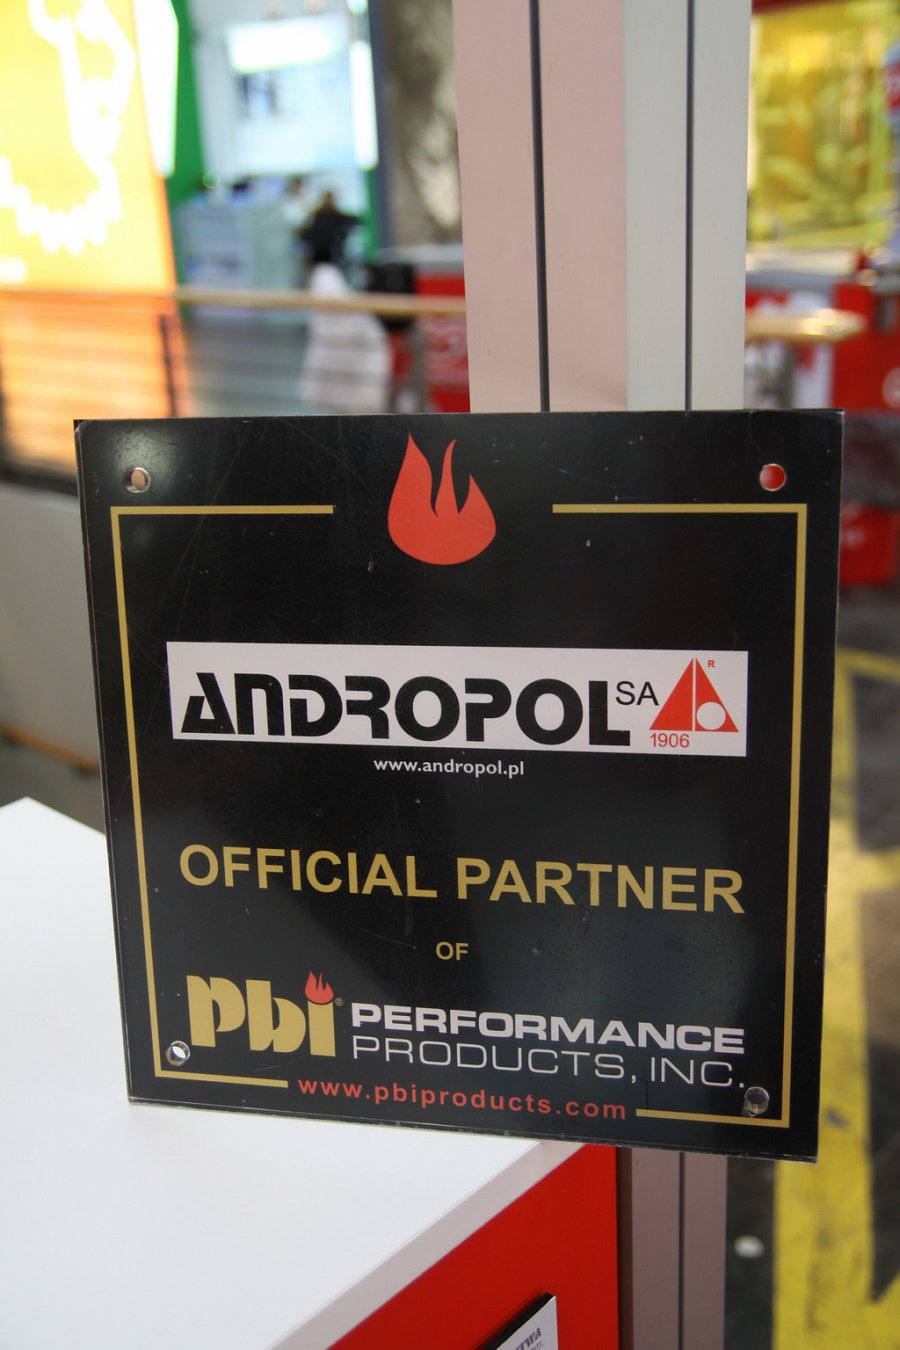 ANDROPOL SA R
1906
www.andropol.pl
OFFICIAL PARTNER
OF
pbi® PERFORMANCE
PRODUCTS, INC.
www.pbiproducts.com